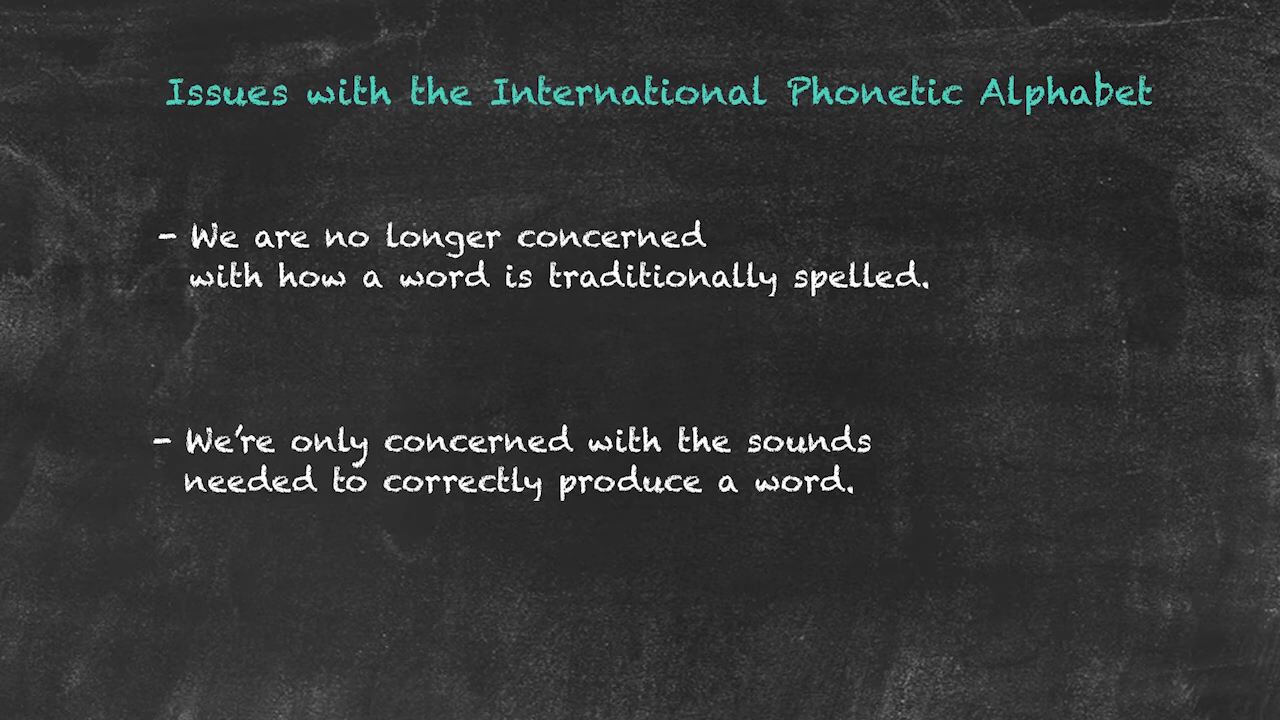 Issues with the International Phonetic Alphabet
- We are no longer concerned
with how a word is traditionally spelled.
- We're only concerned with the sounds
needed to correctly produce a word.